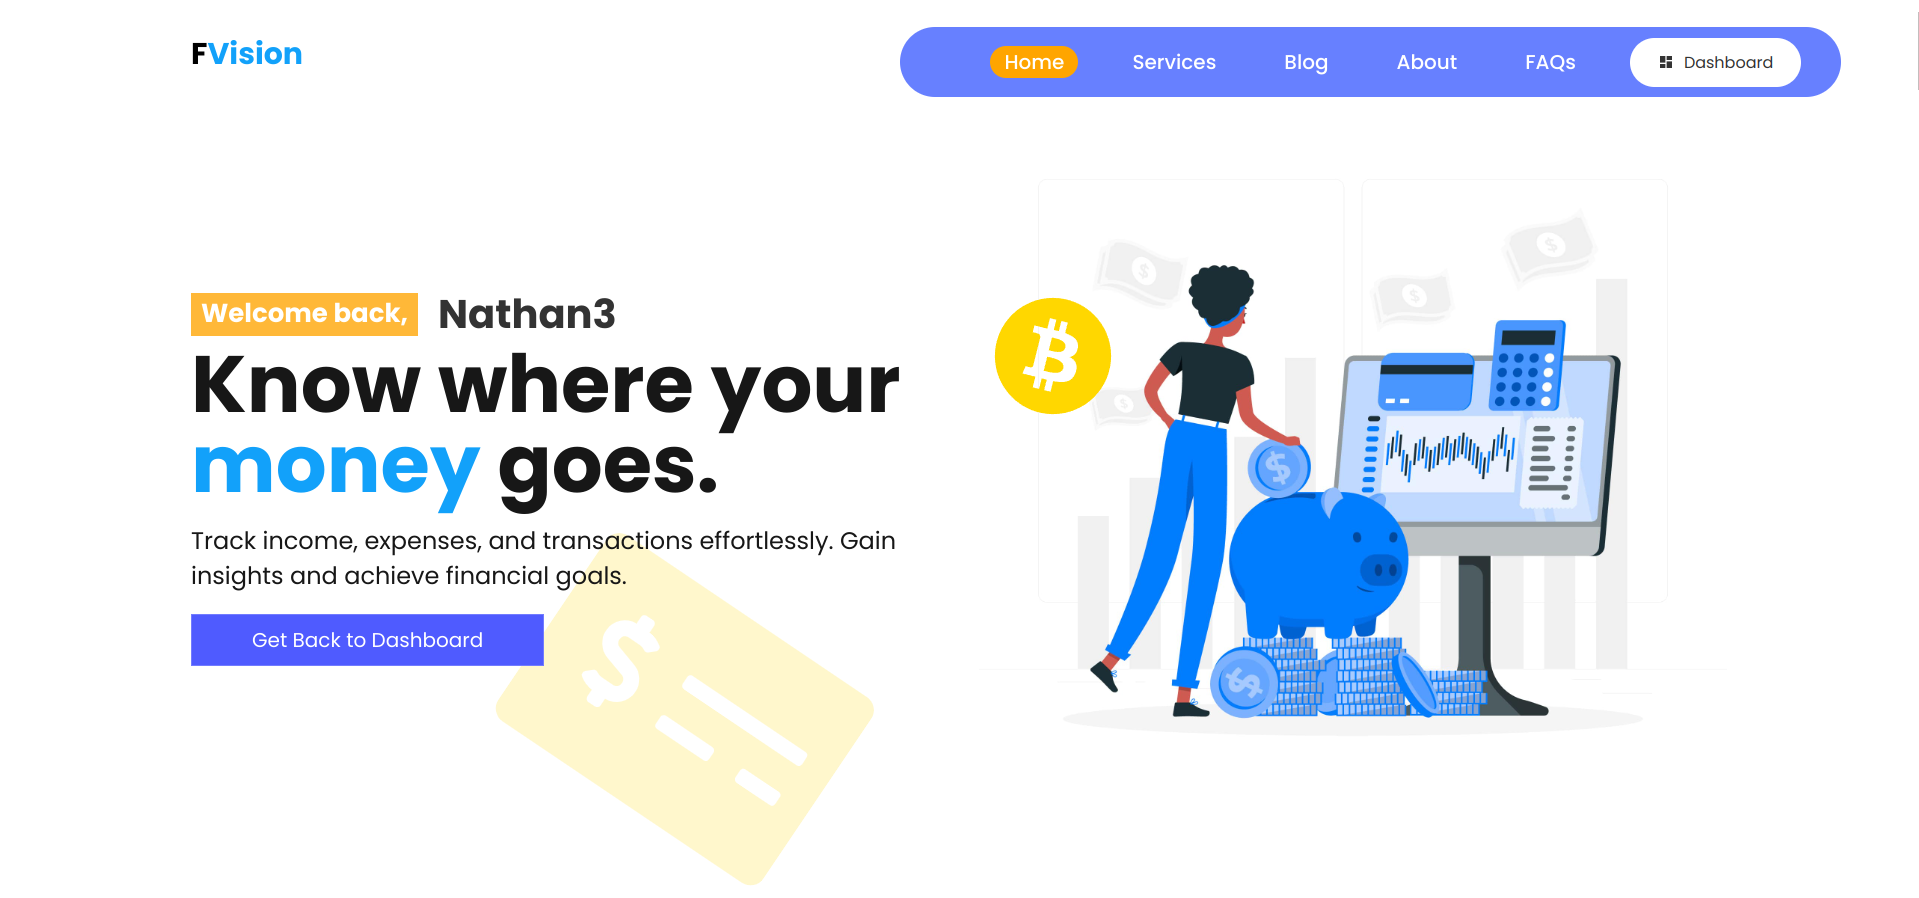 FVision
Home Services Blog About FAQs Dashboard
Welcome back, Nathan3
Know where your
money goes.
Track income, expenses, and transactions effortlessly. Gain
insights and achieve financial goals.
Get Back to Dashboard